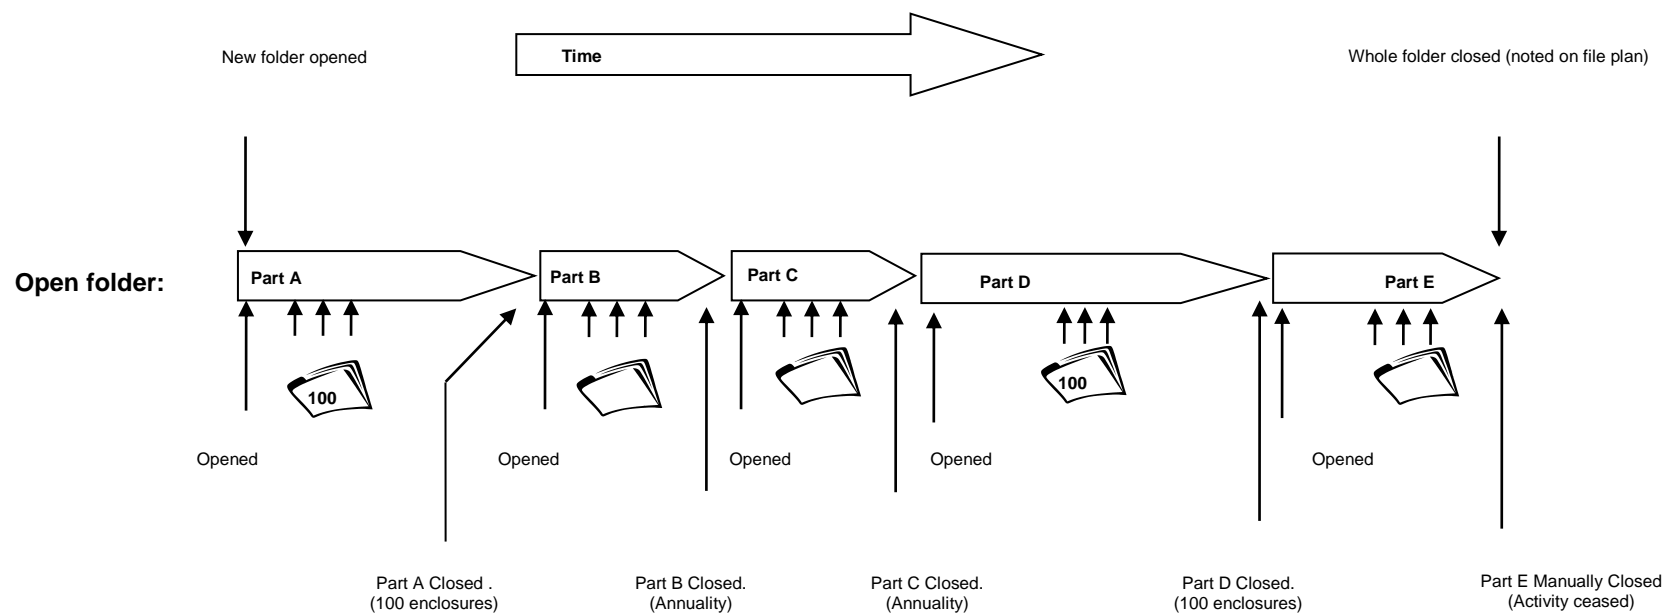 New folder opened
Time
Whole folder closed (noted on file plan)
Open folder:
Part A
Part B
Part C
Part D
Part E
100
100
Opened
Opened
Opened
Opened
Opened
Part A Closed .
(100 enclosures)
Part B Closed.
(Annuality)
Part C Closed.
(Annuality)
Part D Closed.
(100 enclosures)
Part E Manually Closed
(Activity ceased)